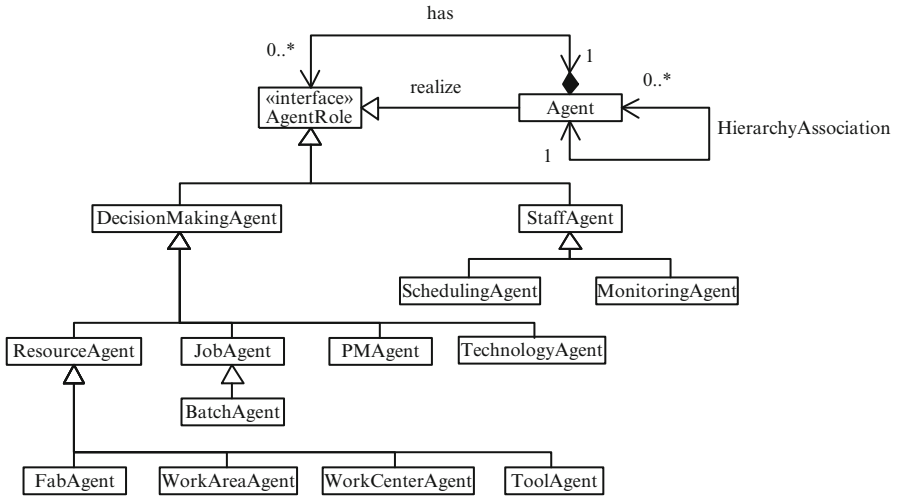 has
0..*
1
«interface»
AgentRole
realize
Agent
0..*
HierarchyAssociation
1
DecisionMakingAgent
StaffAgent
SchedulingAgent
MonitoringAgent
ResourceAgent
JobAgent
PMAgent
TechnologyAgent
BatchAgent
FabAgent
WorkAreaAgent
WorkCenterAgent
ToolAgent